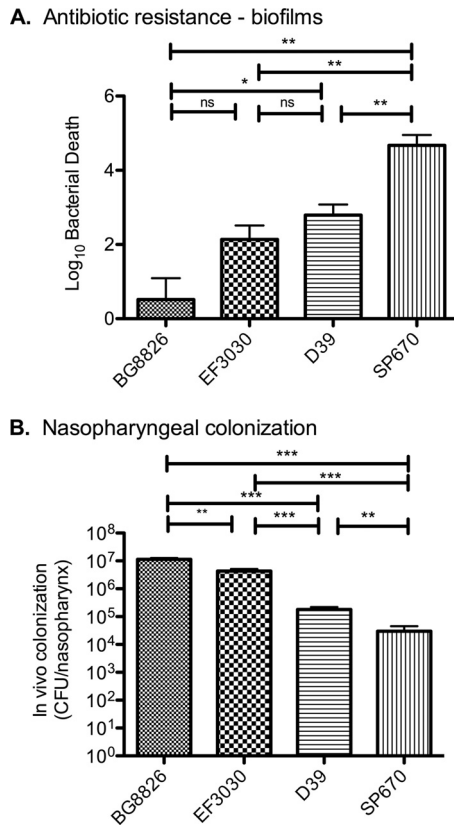 A. Antibiotic resistance - biofilms
**
**
*
ns
ns
**
6
4
2
0
Log10 Bacterial Death
BG8826
EF3030
D39
SP670
B. Nasopharyngeal colonization
***
***
***
**
***
**
10^8
10^7
10^6
10^5
10^4
10^3
10^2
10^1
10^0
In vivo colonization
(CFU/nasopharynx)
BG8826
EF3030
D39
SP670